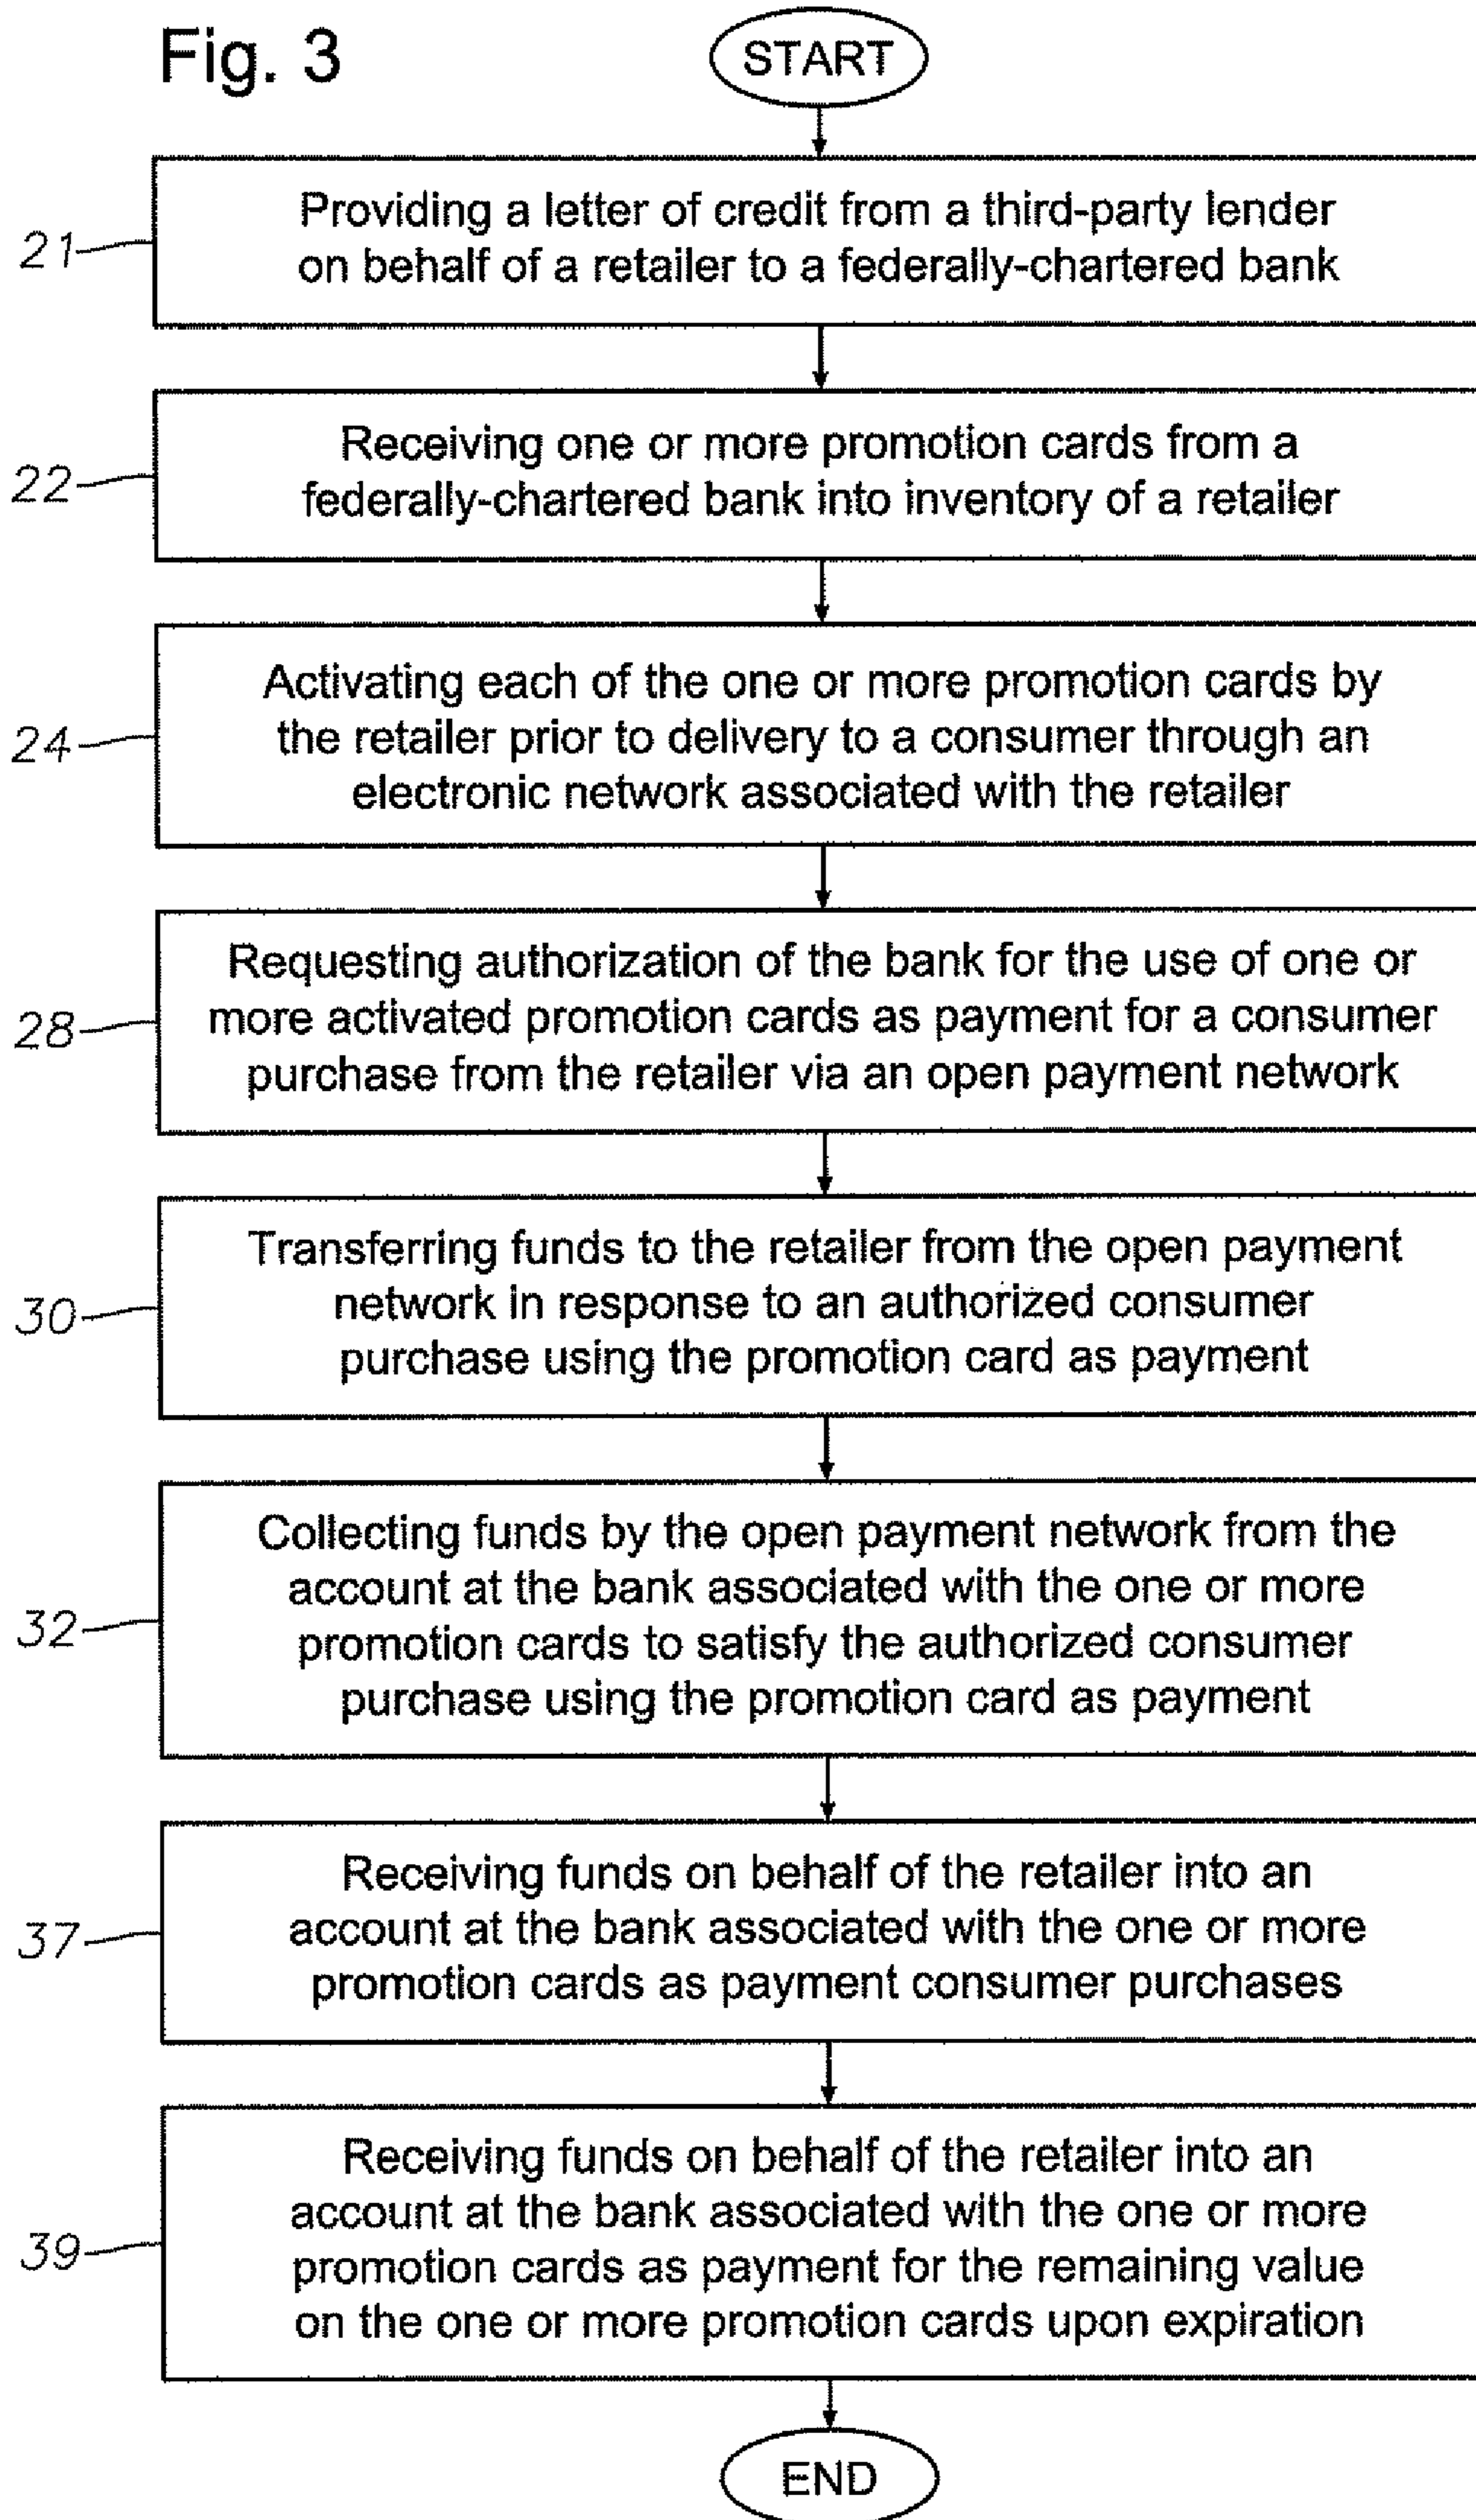 Fig. 3
START
21
Providing a letter of credit from a third-party lender
on behalf of a retailer to a federally-chartered bank
22
Receiving one or more promotion cards from a
federally-chartered bank into inventory of a retailer
24
Activating each of the one or more promotion cards by
the retailer prior to delivery to a consumer through an
electronic network associated with the retailer
28
Requesting authorization of the bank for the use of one or
more activated promotion cards as payment for a consumer
purchase from the retailer via an open payment network
30
Transferring funds to the retailer from the open payment
network in response to an authorized consumer
purchase using the promotion card as payment
32
Collecting funds by the open payment network from the
account at the bank associated with the one or more
promotion cards to satisfy the authorized consumer
purchase using the promotion card as payment
37
Receiving funds on behalf of the retailer into an
account at the bank associated with the one or more
promotion cards as payment consumer purchases
39
Receiving funds on behalf of the retailer into an
account at the bank associated with the one or more
promotion cards as payment for the remaining value
on the one or more promotion cards upon expiration
END